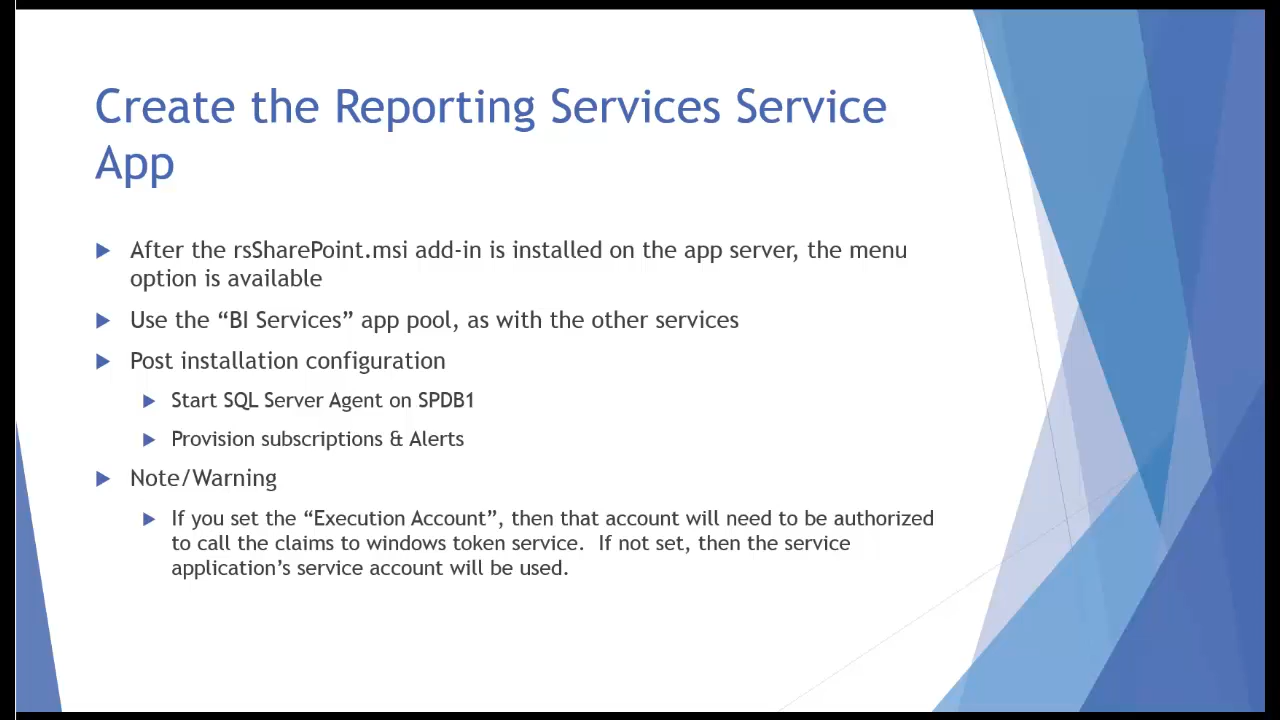 Create the Reporting Services Service
App
After the rsSharePoint.msi add-in is installed on the app server, the menu
option is available
Use the “BI Services” app pool, as with the other services
Post installation configuration
Start SQL Server Agent on SPDB1
Provision subscriptions & Alerts
Note/Warning
If you set the “Execution Account”, then that account will need to be authorized
to call the claims to windows token service.  If not set, then the service
application’s service account will be used.